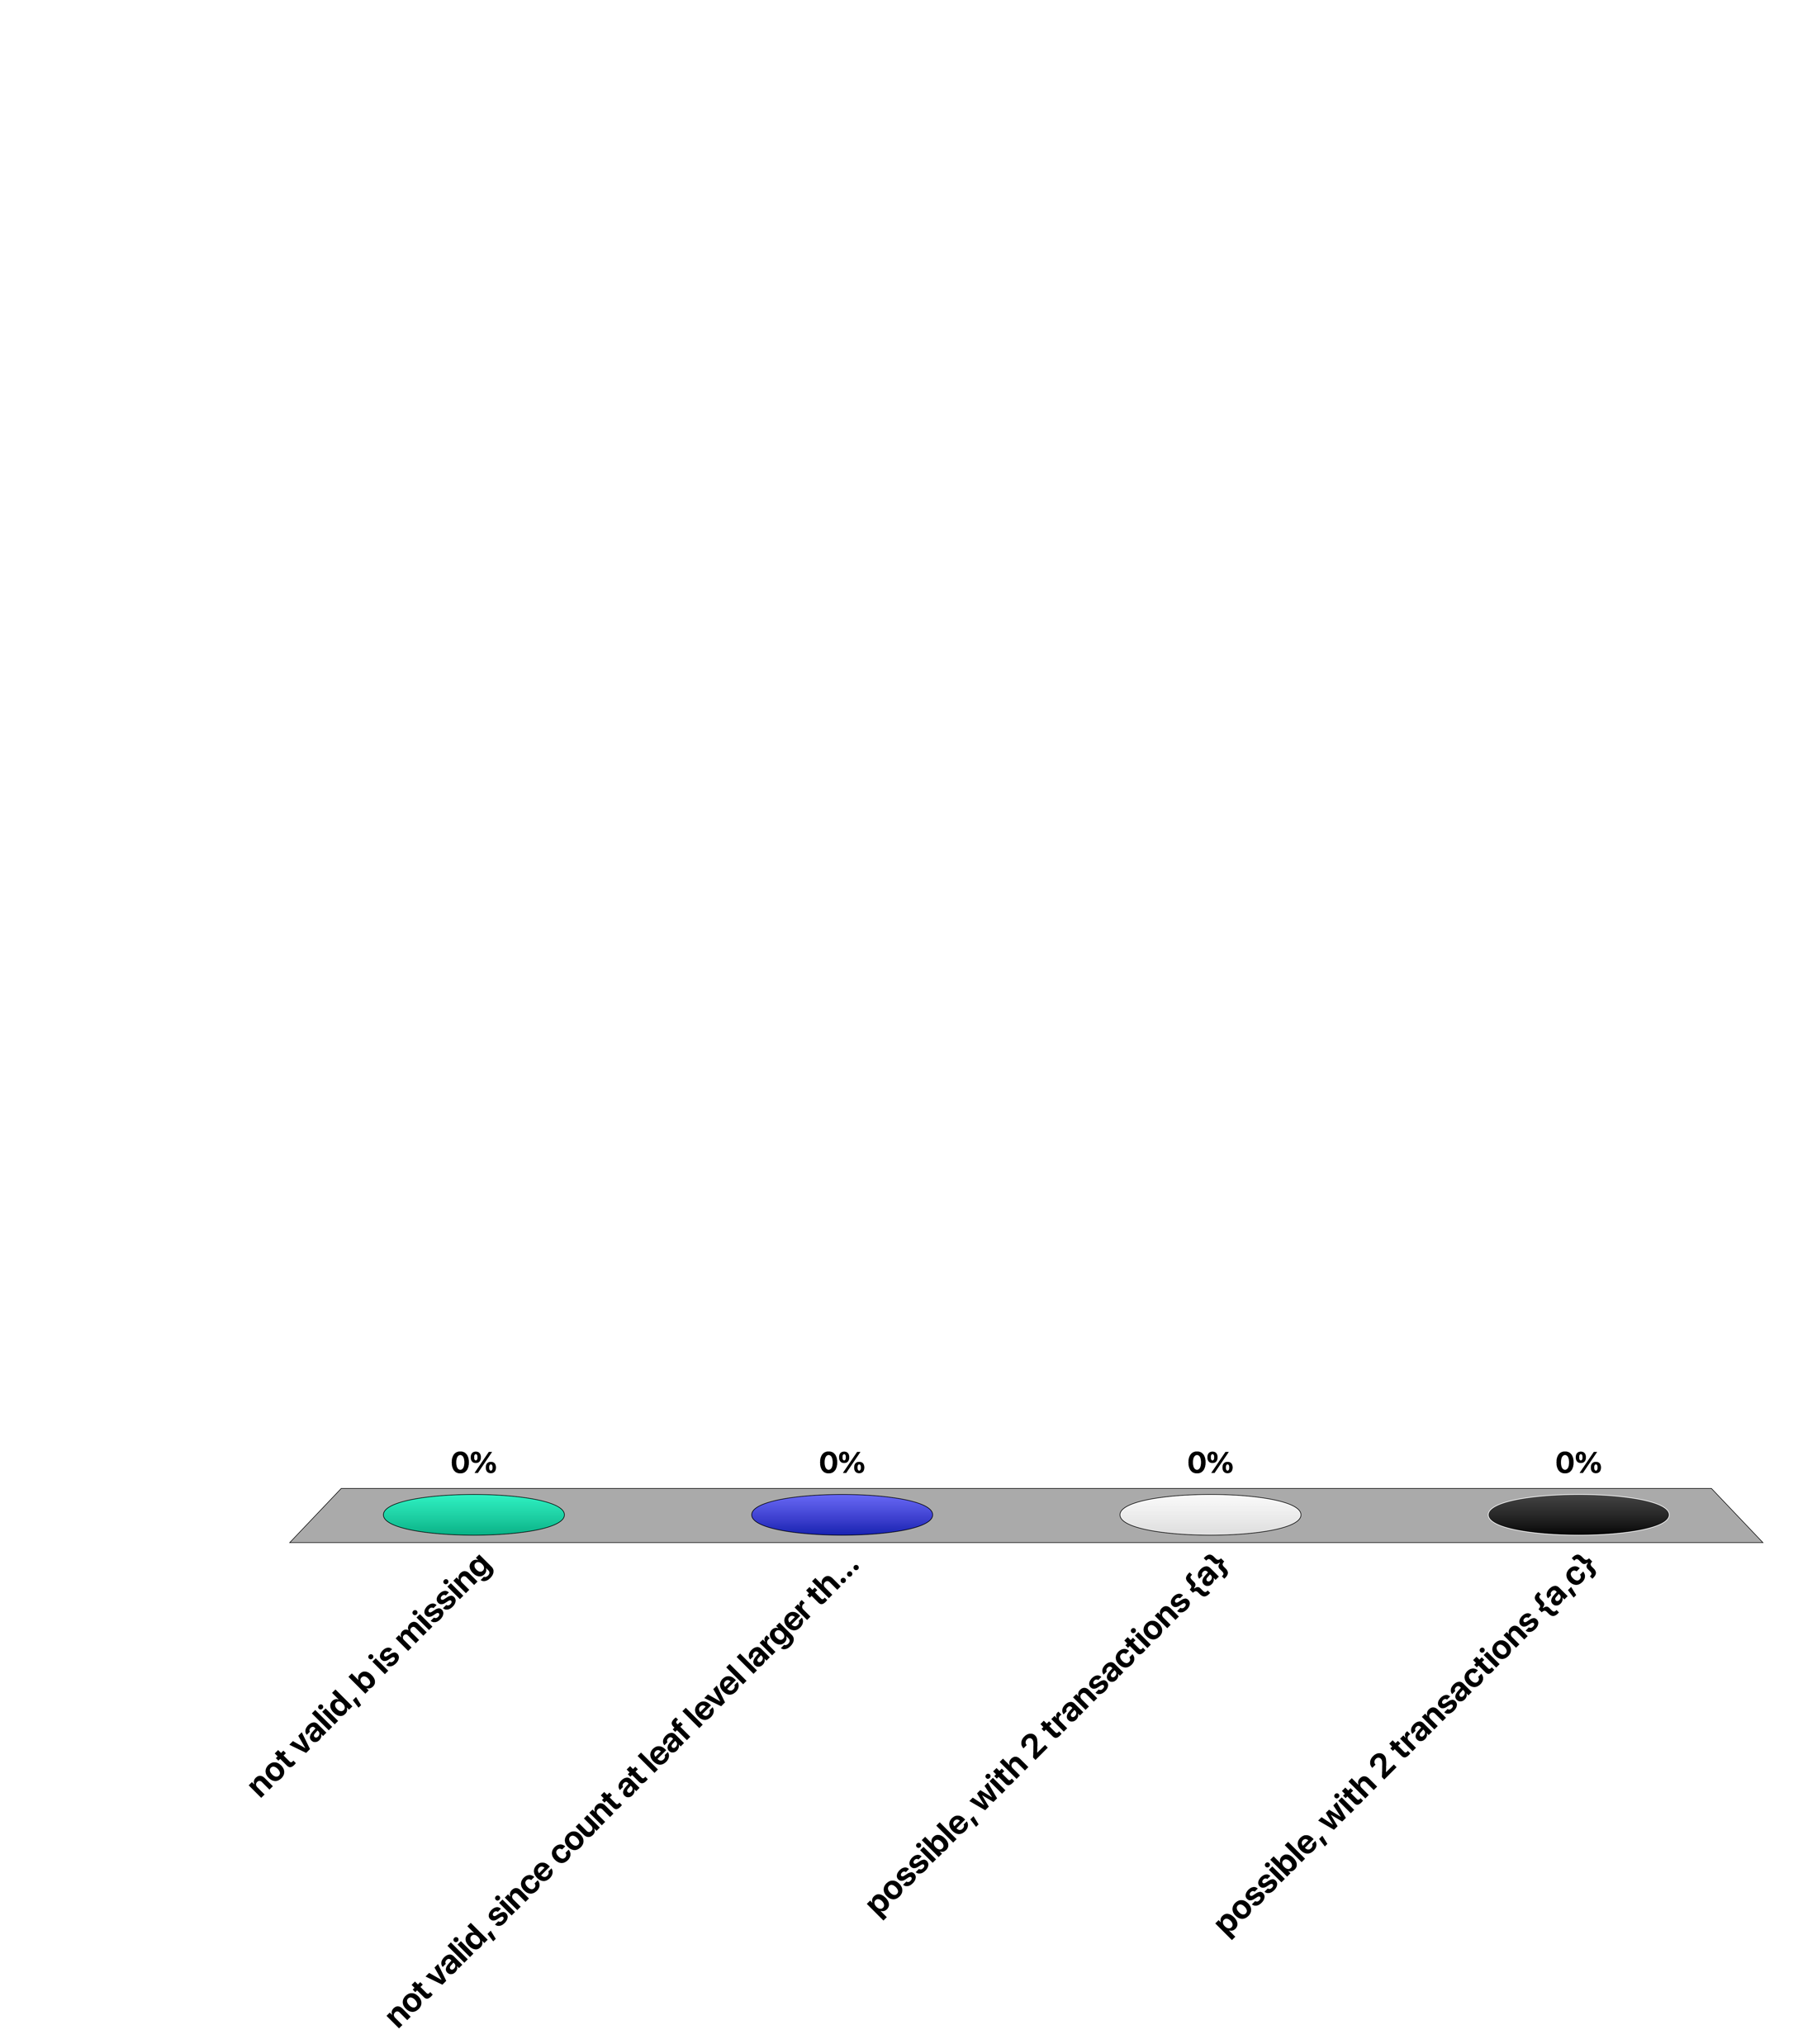 0%
0%
0%
0%
not valid, b is missing
not valid, since count at leaf level larger th...
possible, with 2 transactions {a}
possible, with 2 transactions {a,c}